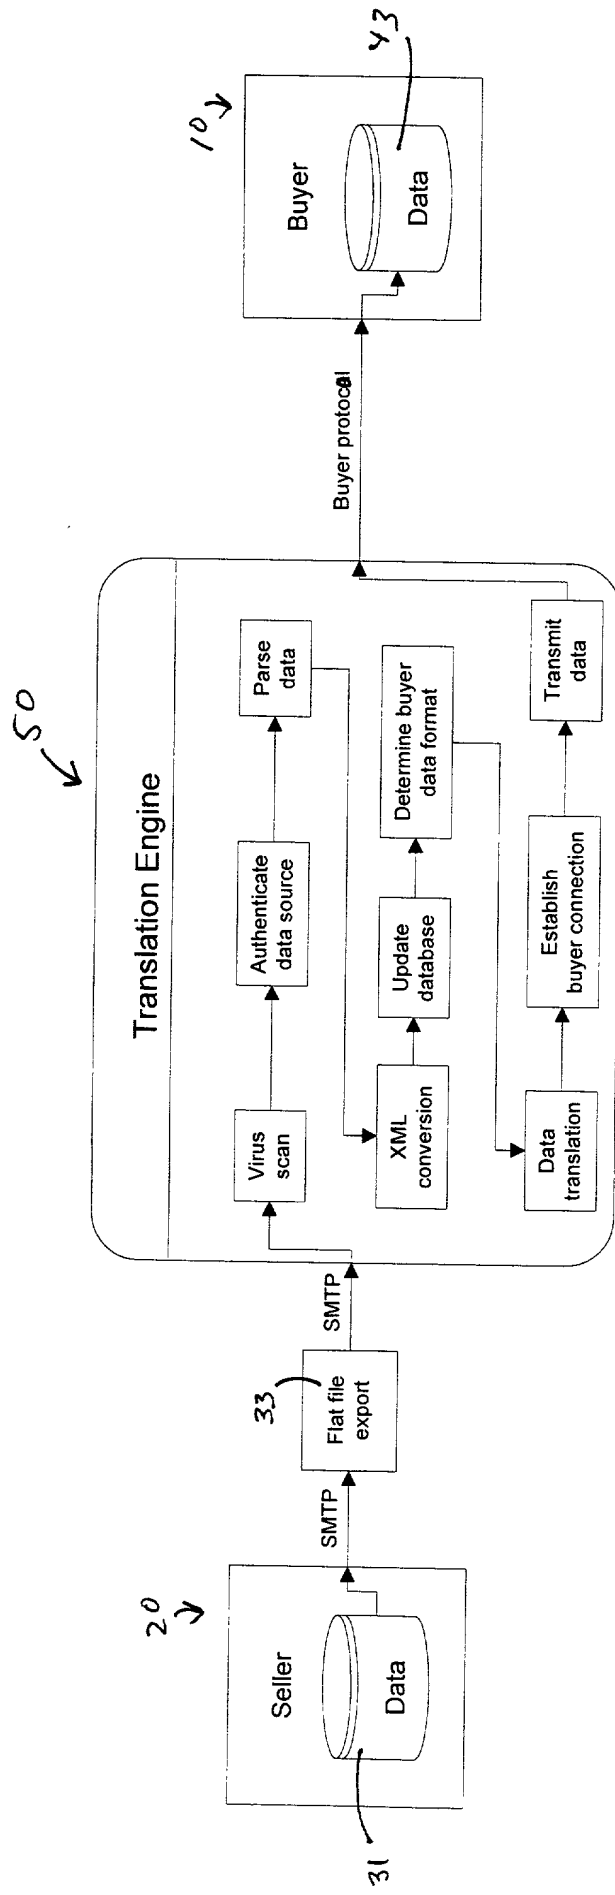 20
Seller
Data
31
SMTP
33
Flat file
export
SMTP
50
Translation Engine
Virus
scan
Authenticate
data source
Parse
data
XML
conversion
Update
database
Determine buyer
data format
Data
translation
Establish
buyer connection
Transmit
data
Buyer protocol
10
Buyer
Data
43